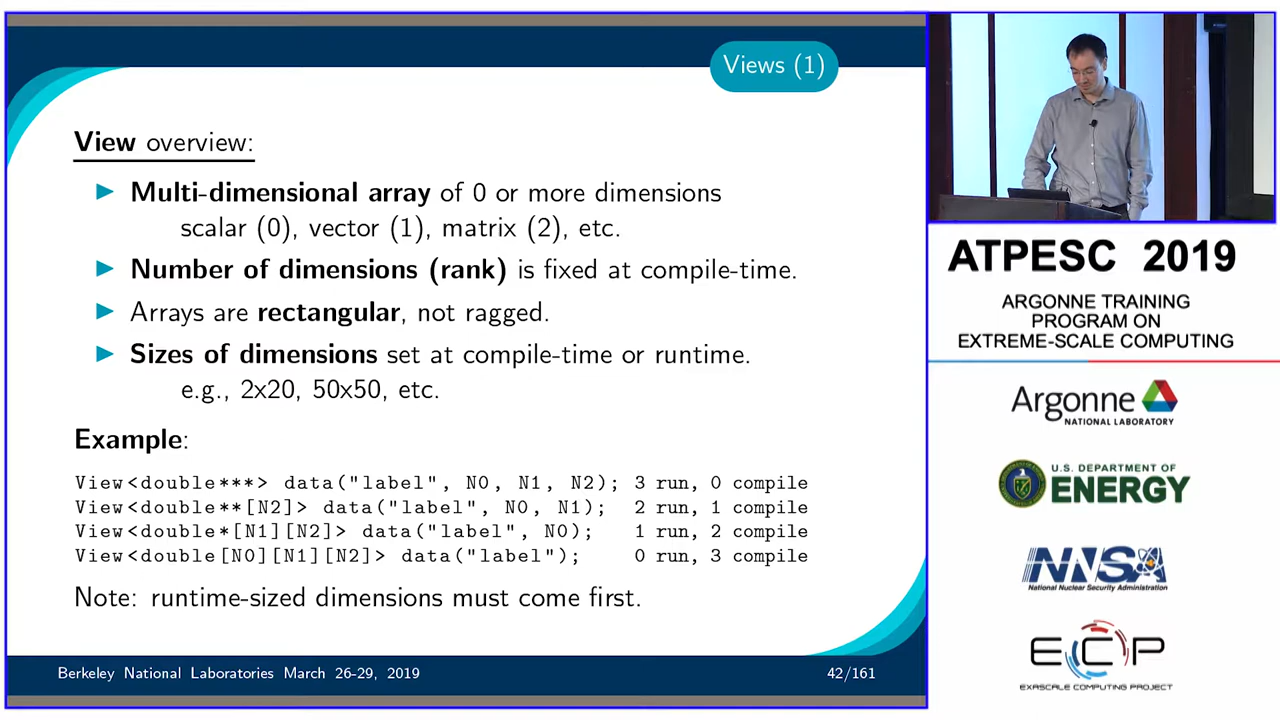 Views (1)
View overview:
Multi-dimensional array of 0 or more dimensions
scalar (0), vector (1), matrix (2), etc.
Number of dimensions (rank) is fixed at compile-time.
Arrays are rectangular, not ragged.
Sizes of dimensions set at compile-time or runtime.
e.g., 2x20, 50x50, etc.
Example:
View<double***> data("label", N0, N1, N2); 3 run, 0 compile
View<double**[N2]> data("label", N0, N1); 2 run, 1 compile
View<double*[N1][N2]> data("label", N0); 1 run, 2 compile
View<double[N0][N1][N2]> data("label"); 0 run, 3 compile
Note: runtime-sized dimensions must come first.
Berkeley National Laboratories March 26-29, 2019
42/161
ATPESC 2019
ARGONNE TRAINING
PROGRAM ON
EXTREME-SCALE COMPUTING
Argonne
NATIONAL LABORATORY
U.S. DEPARTMENT OF
ENERGY
NNSA
National Nuclear Security Administration
ECP
EXASCALE COMPUTING PROJECT